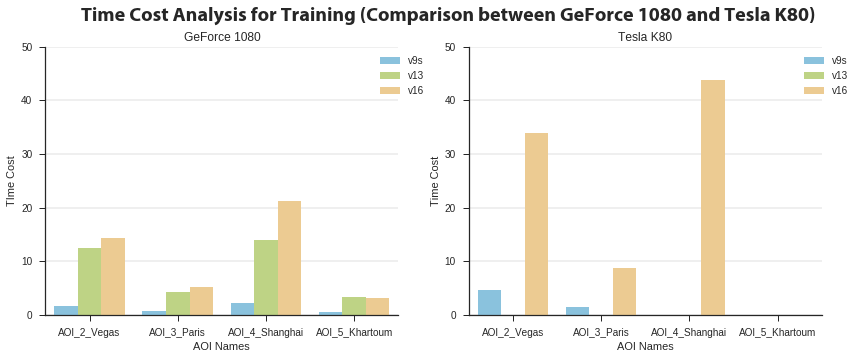 Time Cost Analysis for Training (Comparison between GeForce 1080 and Tesla K80)
GeForce 1080
50
40
30
20
10
0
TIme Cost
v9s
v13
v16
AOI_2_Vegas
AOI_3_Paris
AOI_4_Shanghai
AOI_5_Khartoum
AOI Names
Tesla K80
50
40
30
20
10
0
Time Cost
v9s
v13
v16
AOI_2_Vegas
AOI_3_Paris
AOI_4_Shanghai
AOI_5_Khartoum
AOI Names